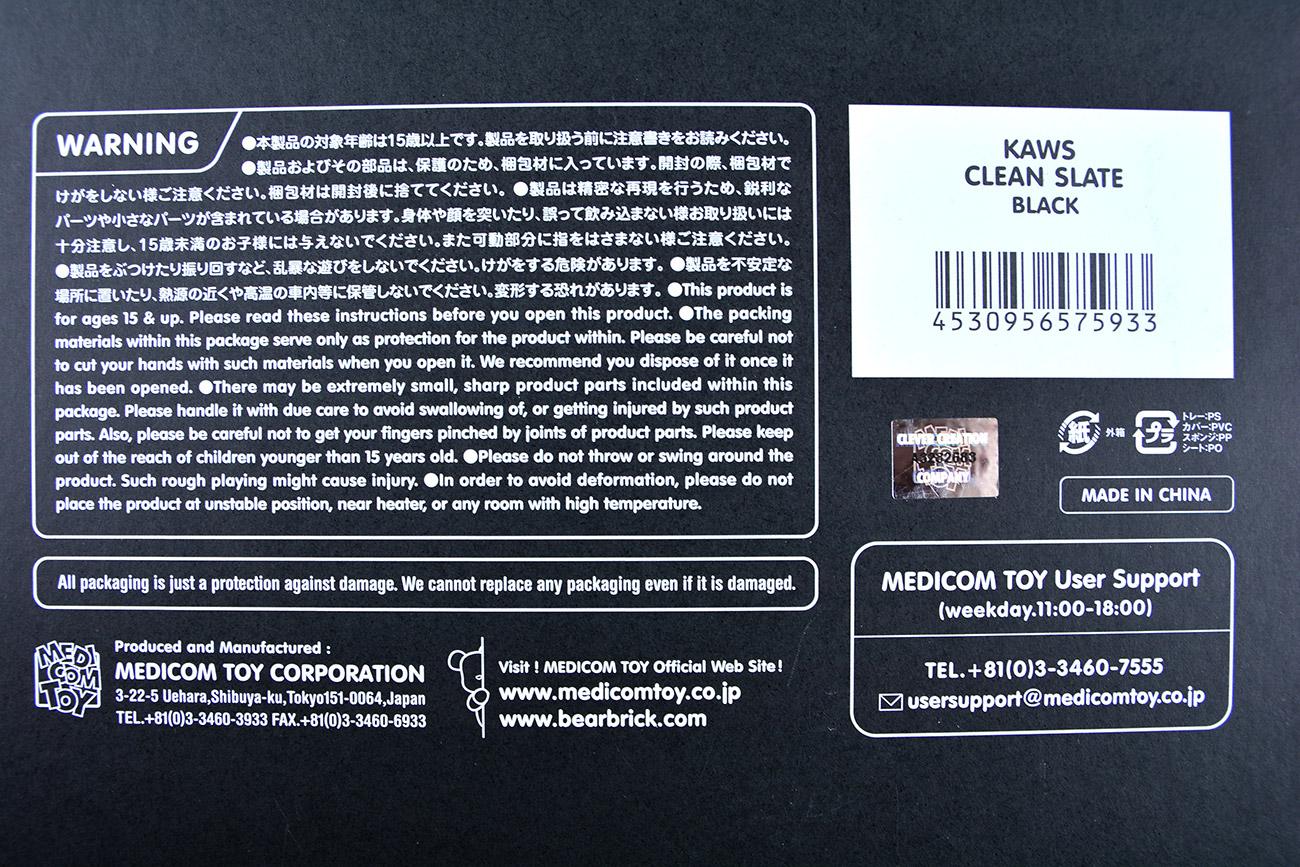 WARNING
●本製品の対象年齢は15歳以上です。製品を取り扱う前に注意書きをお読みください。
●製品およびその部品は、保護のため、梱包材に入っています。開封の際、梱包材で
けがをしない様ご注意ください。梱包材は開封後に捨ててください。 ●製品は精密な再現を行うため、鋭利な
パーツや小さなパーツが含まれている場合があります。身体や顔を突いたり、誤って飲み込まない様お取り扱いには
十分注意し、15歳未満のお子様には与えないでください。また可動部分に指をはさまない様ご注意ください。
●製品をぶつけたり振り回すなど、乱暴な遊びをしないでください。けがをする危険があります。 ●製品を不安定な
場所に置いたり、熱源の近くや高温の車内等に保管しないでください。変形する恐れがあります。 ●This product is
for ages 15 & up. Please read these instructions before you open this product. ●The packing
materials within this package serve only as protection for the product within. Please be careful not
to cut your hands with such materials when you open it. We recommend you dispose of it once it
has been opened. ●There may be extremely small, sharp product parts included within this
package. Please handle it with due care to avoid swallowing of, or getting injured by such product
parts. Also, please be careful not to get your fingers pinched by joints of product parts. Please keep
out of the reach of children younger than 15 years old. ●Please do not throw or swing around the
product. Such rough playing might cause injury. ●In order to avoid deformation, please do not
place the product at unstable position, near heater, or any room with high temperature.
All packaging is just a protection against damage. We cannot replace any packaging even if it is damaged.
MEDI
COM
TOY
Produced and Manufactured :
MEDICOM TOY CORPORATION
3-22-5 Uehara,Shibuya-ku,Tokyo151-0064,Japan
TEL.+81(0)3-3460-3933 FAX.+81(0)3-3460-6933
Visit ! MEDICOM TOY Official Web Site!
www.medicomtoy.co.jp
www.bearbrick.com
KAWS
CLEAN SLATE
BLACK
4530956575933
CLEVER CREATION
COMPANY
紙 外箱
プラ
トレー:PS
カバー:PVC
スポンジ:PP
シート:PO
MADE IN CHINA
MEDICOM TOY User Support
(weekday.11:00-18:00)
TEL.+81(0)3-3460-7555
usersupport@medicomtoy.co.jp